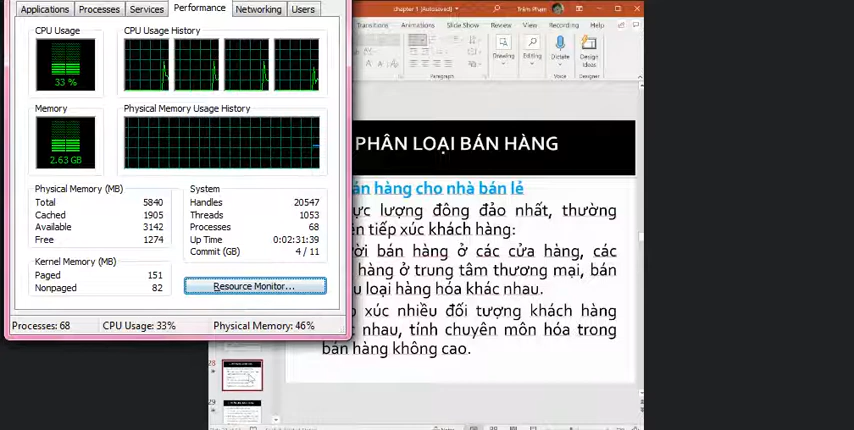 Applications Processes Services Performance Networking Users
CPU Usage
CPU Usage History
33 %
Memory
Physical Memory Usage History
2.63 GB
Physical Memory (MB)
Total 5840
Cached 1905
Available 3142
Free 1274
Kernel Memory (MB)
Paged 151
Nonpaged 82
System
Handles 20547
Threads 1053
Processes 68
Up Time 0:02:31:39
Commit (GB) 4 / 11
Resource Monitor...
Processes: 68 CPU Usage: 33% Physical Memory: 46%
chapter 1 [Autosaved] Trâm Phạm
Transitions Animations Slide Show Review View Recording Help
Drawing Editing Dictate Design Ideas
Paragraph Voice Designer
PHÂN LOẠI BÁN HÀNG
án hàng cho nhà bán lẻ
ực lượng đông đảo nhất, thường
ên tiếp xúc khách hàng:
ời bán hàng ở các cửa hàng, các
hàng ở trung tâm thương mại, bán
u loại hàng hóa khác nhau.
xúc nhiều đối tượng khách hàng
nhau, tính chuyên môn hóa trong
bán hàng không cao.
28
29